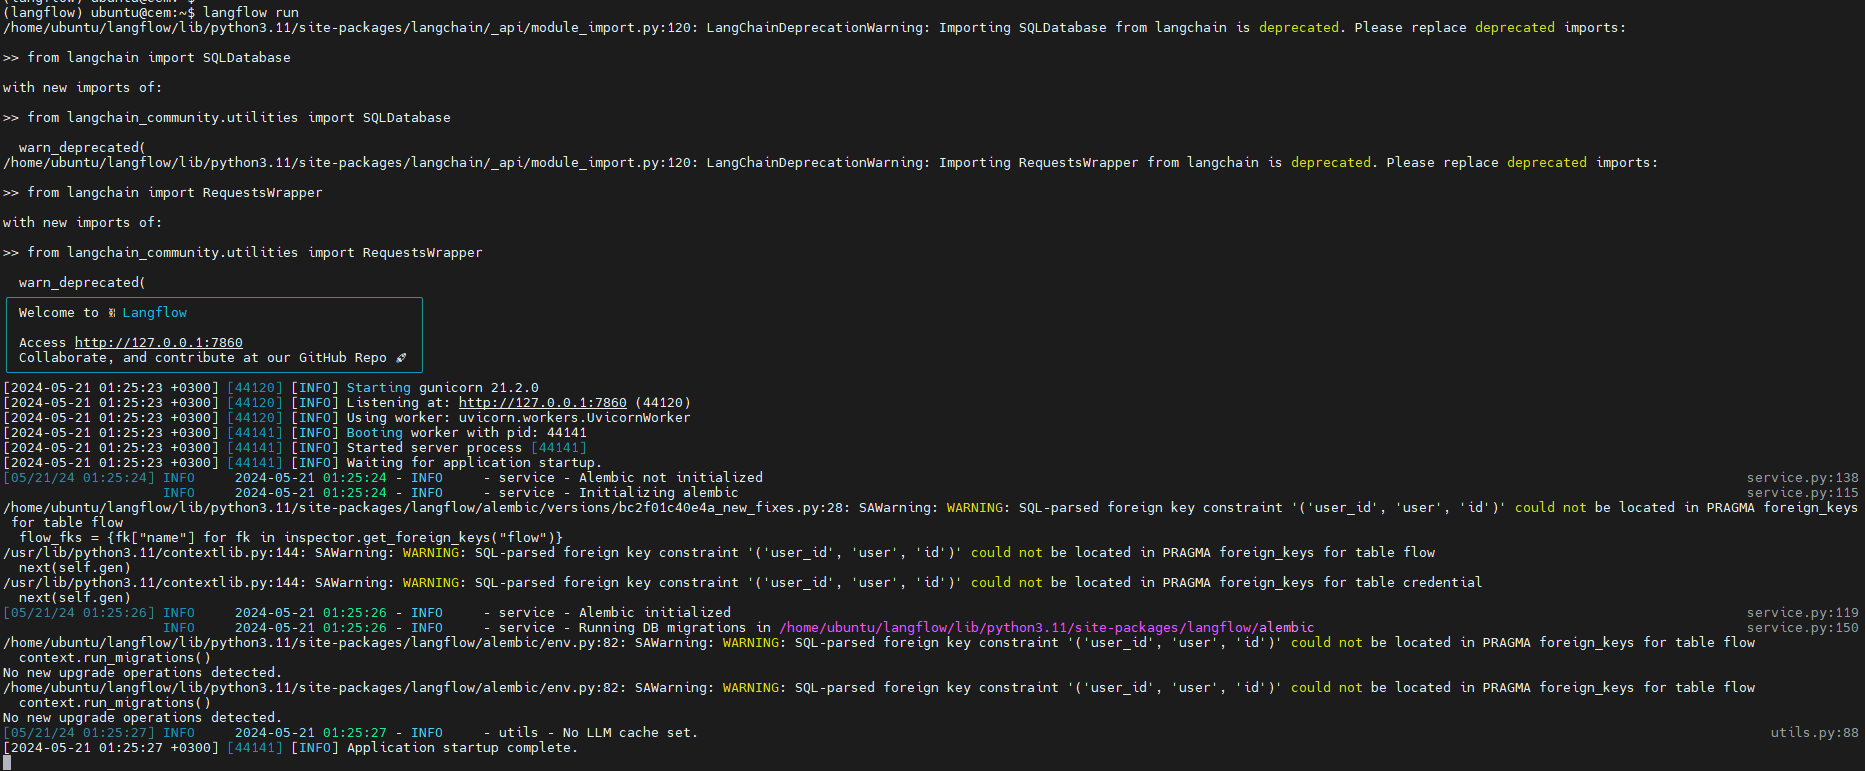 (langflow) ubuntu@cem:~$
(langflow) ubuntu@cem:~$ langflow run
/home/ubuntu/langflow/lib/python3.11/site-packages/langchain/_api/module_import.py:120: LangChainDeprecationWarning: Importing SQLDatabase from langchain is deprecated. Please replace deprecated imports:
>> from langchain import SQLDatabase
with new imports of:
>> from langchain_community.utilities import SQLDatabase
warn_deprecated(
/home/ubuntu/langflow/lib/python3.11/site-packages/langchain/_api/module_import.py:120: LangChainDeprecationWarning: Importing RequestsWrapper from langchain is deprecated. Please replace deprecated imports:
>> from langchain import RequestsWrapper
with new imports of:
>> from langchain_community.utilities import RequestsWrapper
warn_deprecated(
Welcome to ⛓ Langflow
Access http://127.0.0.1:7860
Collaborate, and contribute at our GitHub Repo 🚀
[2024-05-21 01:25:23 +0300] [44120] [INFO] Starting gunicorn 21.2.0
[2024-05-21 01:25:23 +0300] [44120] [INFO] Listening at: http://127.0.0.1:7860 (44120)
[2024-05-21 01:25:23 +0300] [44120] [INFO] Using worker: uvicorn.workers.UvicornWorker
[2024-05-21 01:25:23 +0300] [44141] [INFO] Booting worker with pid: 44141
[2024-05-21 01:25:23 +0300] [44141] [INFO] Started server process [44141]
[2024-05-21 01:25:23 +0300] [44141] [INFO] Waiting for application startup.
[05/21/24 01:25:24] INFO 2024-05-21 01:25:24 - INFO - service - Alembic not initialized service.py:138
INFO 2024-05-21 01:25:24 - INFO - service - Initializing alembic service.py:115
/home/ubuntu/langflow/lib/python3.11/site-packages/langflow/alembic/versions/bc2f01c40e4a_new_fixes.py:28: SAWarning: WARNING: SQL-parsed foreign key constraint '('user_id', 'user', 'id')' could not be located in PRAGMA foreign_keys
for table flow
flow_fks = {fk["name"] for fk in inspector.get_foreign_keys("flow")}
/usr/lib/python3.11/contextlib.py:144: SAWarning: WARNING: SQL-parsed foreign key constraint '('user_id', 'user', 'id')' could not be located in PRAGMA foreign_keys for table flow
next(self.gen)
/usr/lib/python3.11/contextlib.py:144: SAWarning: WARNING: SQL-parsed foreign key constraint '('user_id', 'user', 'id')' could not be located in PRAGMA foreign_keys for table credential
next(self.gen)
[05/21/24 01:25:26] INFO 2024-05-21 01:25:26 - INFO - service - Alembic initialized service.py:119
INFO 2024-05-21 01:25:26 - INFO - service - Running DB migrations in /home/ubuntu/langflow/lib/python3.11/site-packages/langflow/alembic service.py:150
/home/ubuntu/langflow/lib/python3.11/site-packages/langflow/alembic/env.py:82: SAWarning: WARNING: SQL-parsed foreign key constraint '('user_id', 'user', 'id')' could not be located in PRAGMA foreign_keys for table flow
context.run_migrations()
No new upgrade operations detected.
/home/ubuntu/langflow/lib/python3.11/site-packages/langflow/alembic/env.py:82: SAWarning: WARNING: SQL-parsed foreign key constraint '('user_id', 'user', 'id')' could not be located in PRAGMA foreign_keys for table flow
context.run_migrations()
No new upgrade operations detected.
[05/21/24 01:25:27] INFO 2024-05-21 01:25:27 - INFO - utils - No LLM cache set. utils.py:88
[2024-05-21 01:25:27 +0300] [44141] [INFO] Application startup complete.